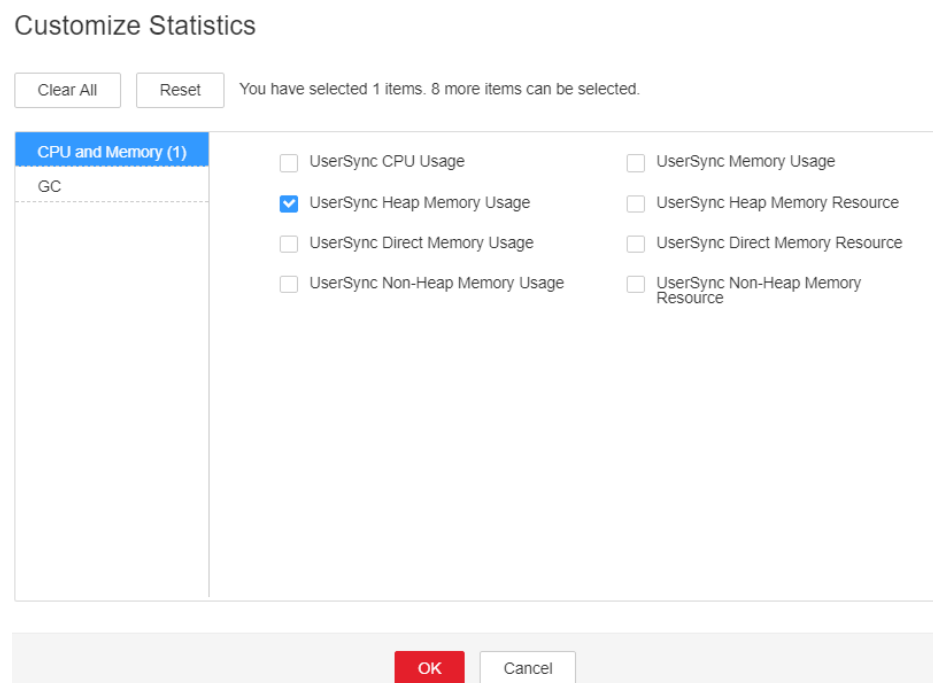 Customize Statistics
Clear All
Reset
You have selected 1 items. 8 more items can be selected.
CPU and Memory (1)
GC
UserSync CPU Usage
UserSync Memory Usage
UserSync Heap Memory Usage
UserSync Heap Memory Resource
UserSync Direct Memory Usage
UserSync Direct Memory Resource
UserSync Non-Heap Memory Usage
UserSync Non-Heap Memory
Resource
OK
Cancel